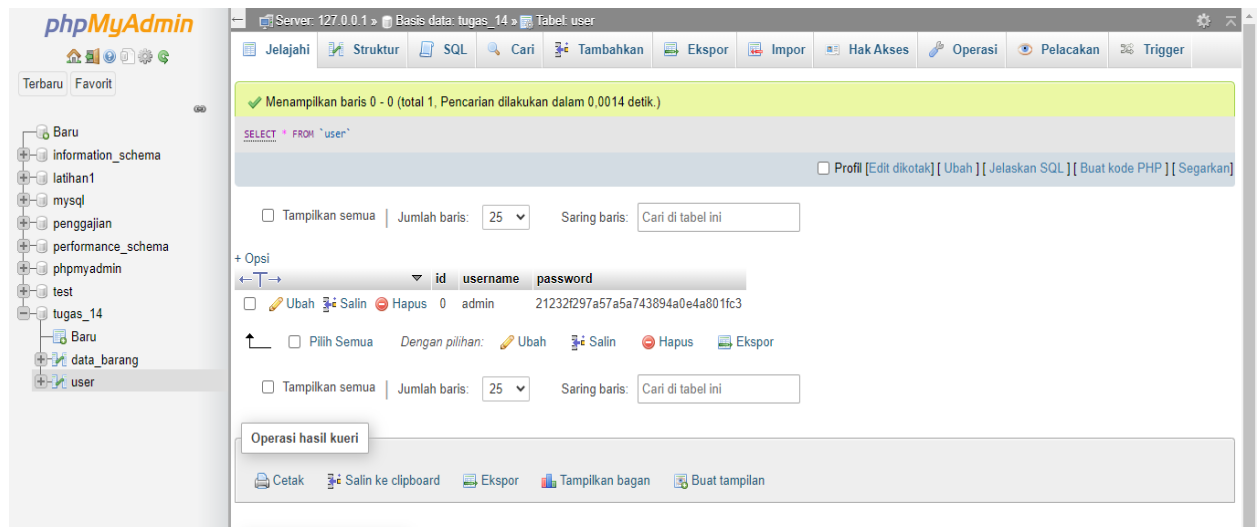 phpMyAdmin
Terbaru Favorit
Baru
information_schema
latihan1
mysql
penggajian
performance_schema
phpmyadmin
test
tugas_14
Baru
data_barang
user
Server: 127.0.0.1 » Basis data: tugas_14 » Tabel: user
Jelajahi Struktur SQL Cari Tambahkan Ekspor Impor Hak Akses Operasi Pelacakan Trigger
Menampilkan baris 0 - 0 (total 1, Pencarian dilakukan dalam 0,0014 detik.)
SELECT * FROM `user`
Profil [Edit dikotak] [ Ubah ] [ Jelaskan SQL ] [ Buat kode PHP ] [ Segarkan]
Tampilkan semua | Jumlah baris: 25 Saring baris: Cari di tabel ini
+ Opsi
←T→ id username password
Ubah Salin Hapus 0 admin 21232f297a57a5a743894a0e4a801fc3
Pilih Semua Dengan pilihan: Ubah Salin Hapus Ekspor
Tampilkan semua | Jumlah baris: 25 Saring baris: Cari di tabel ini
Operasi hasil kueri
Cetak Salin ke clipboard Ekspor Tampilkan bagan Buat tampilan